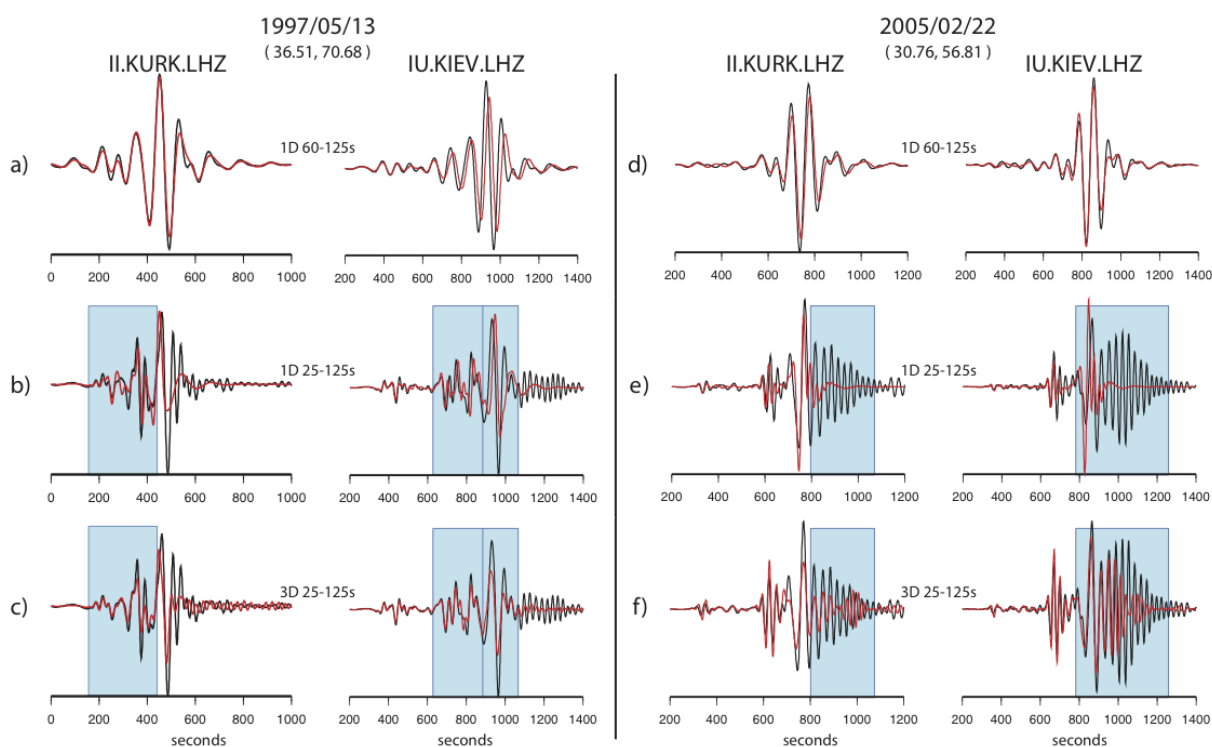 1997/05/13
( 36.51, 70.68)
II.KURK.LHZ
IU.KIEV.LHZ
2005/02/22
( 30.76, 56.81)
II.KURK.LHZ
IU.KIEV.LHZ
a)
1D 60-125s
0 200 400 600 800 1000
200 400 600 800 1000 1200 1400
d)
1D 60-125s
200 400 600 800 1000 1200
200 400 600 800 1000 1200 1400
b)
1D 25-125s
0 200 400 600 800 1000
200 400 600 800 1000 1200 1400
e)
1D 25-125s
200 400 600 800 1000 1200
200 400 600 800 1000 1200 1400
c)
3D 25-125s
0 200 400 600 800 1000
200 400 600 800 1000 1200 1400
seconds
seconds
f)
3D 25-125s
200 400 600 800 1000 1200
200 400 600 800 1000 1200 1400
seconds
seconds